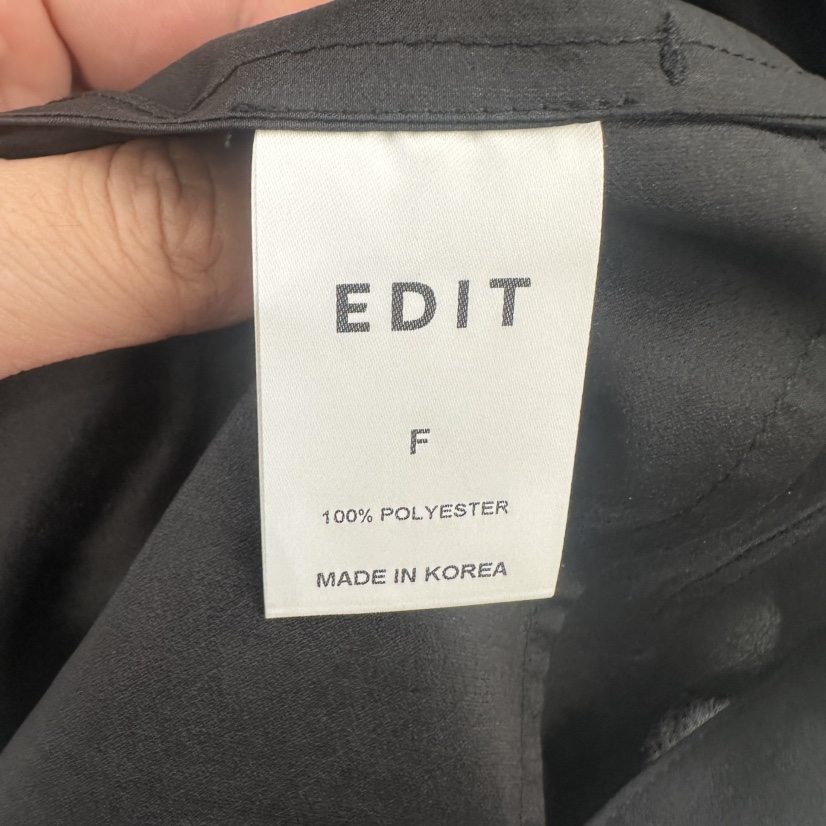 EDIT
F
100% POLYESTER
MADE IN KOREA